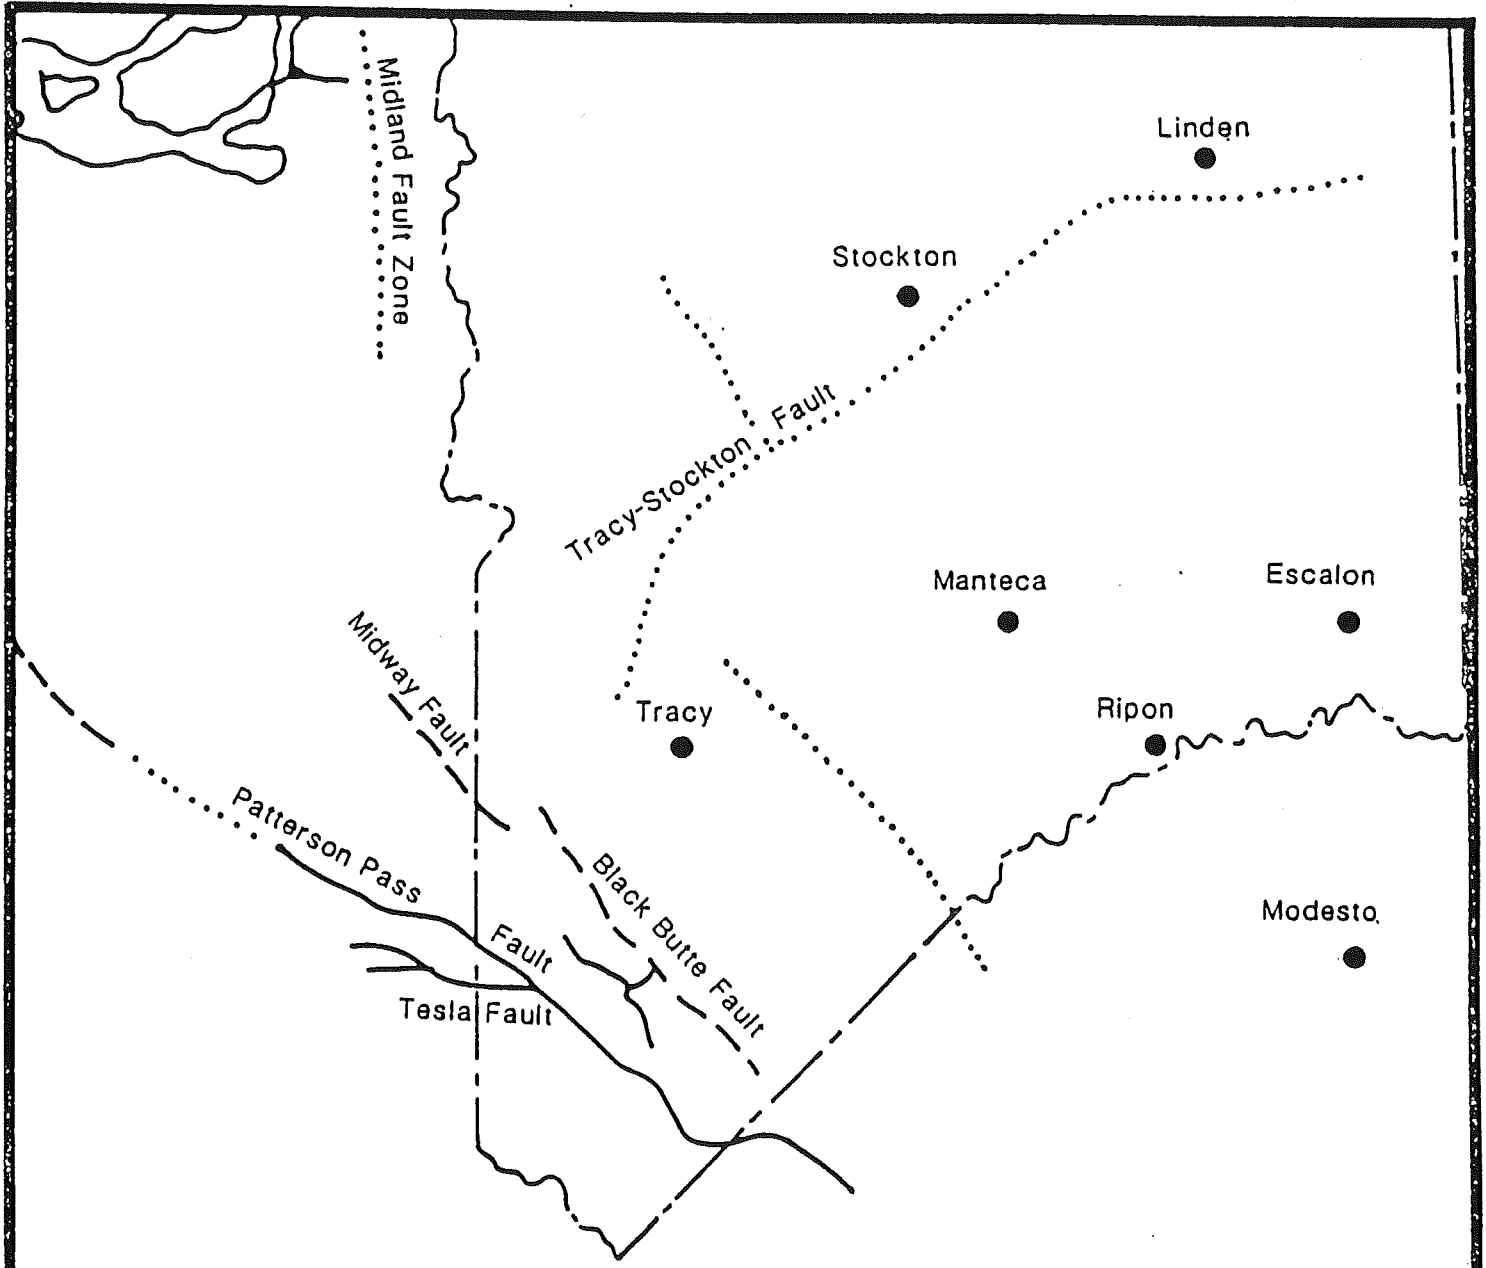 Midland Fault Zone
Linden
Stockton
Tracy-Stockton Fault
Manteca
Escalon
Midway Fault
Tracy
Ripon
Patterson Pass Fault
Black Butte Fault
Modesto
Tesla Fault